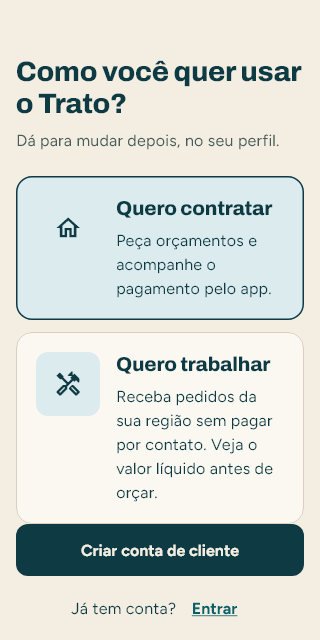 Como você quer usar
o Trato?
Dá para mudar depois, no seu perfil.
Quero contratar
Peça orçamentos e
acompanhe o
pagamento pelo app.
Quero trabalhar
Receba pedidos da
sua região sem pagar
por contato. Veja o
valor líquido antes de
orçar.
Criar conta de cliente
Já tem conta? Entrar